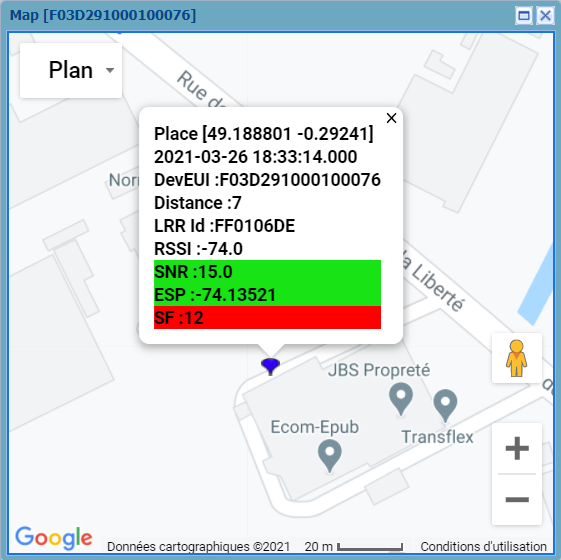 Map [F03D291000100076]
Plan
Rue de
Place [49.188801 -0.29241]
2021-03-26 18:33:14.000
DevEUI :F03D291000100076
Distance :7
LRR Id :FF0106DE
RSSI :-74.0
SNR :15.0
ESP :-74.13521
SF :12
Nor
la Liberté
JBS Propreté
de
Ecom-Epub
Transflex
Google
Données cartographiques ©2021
20 m
Conditions d'utilisation